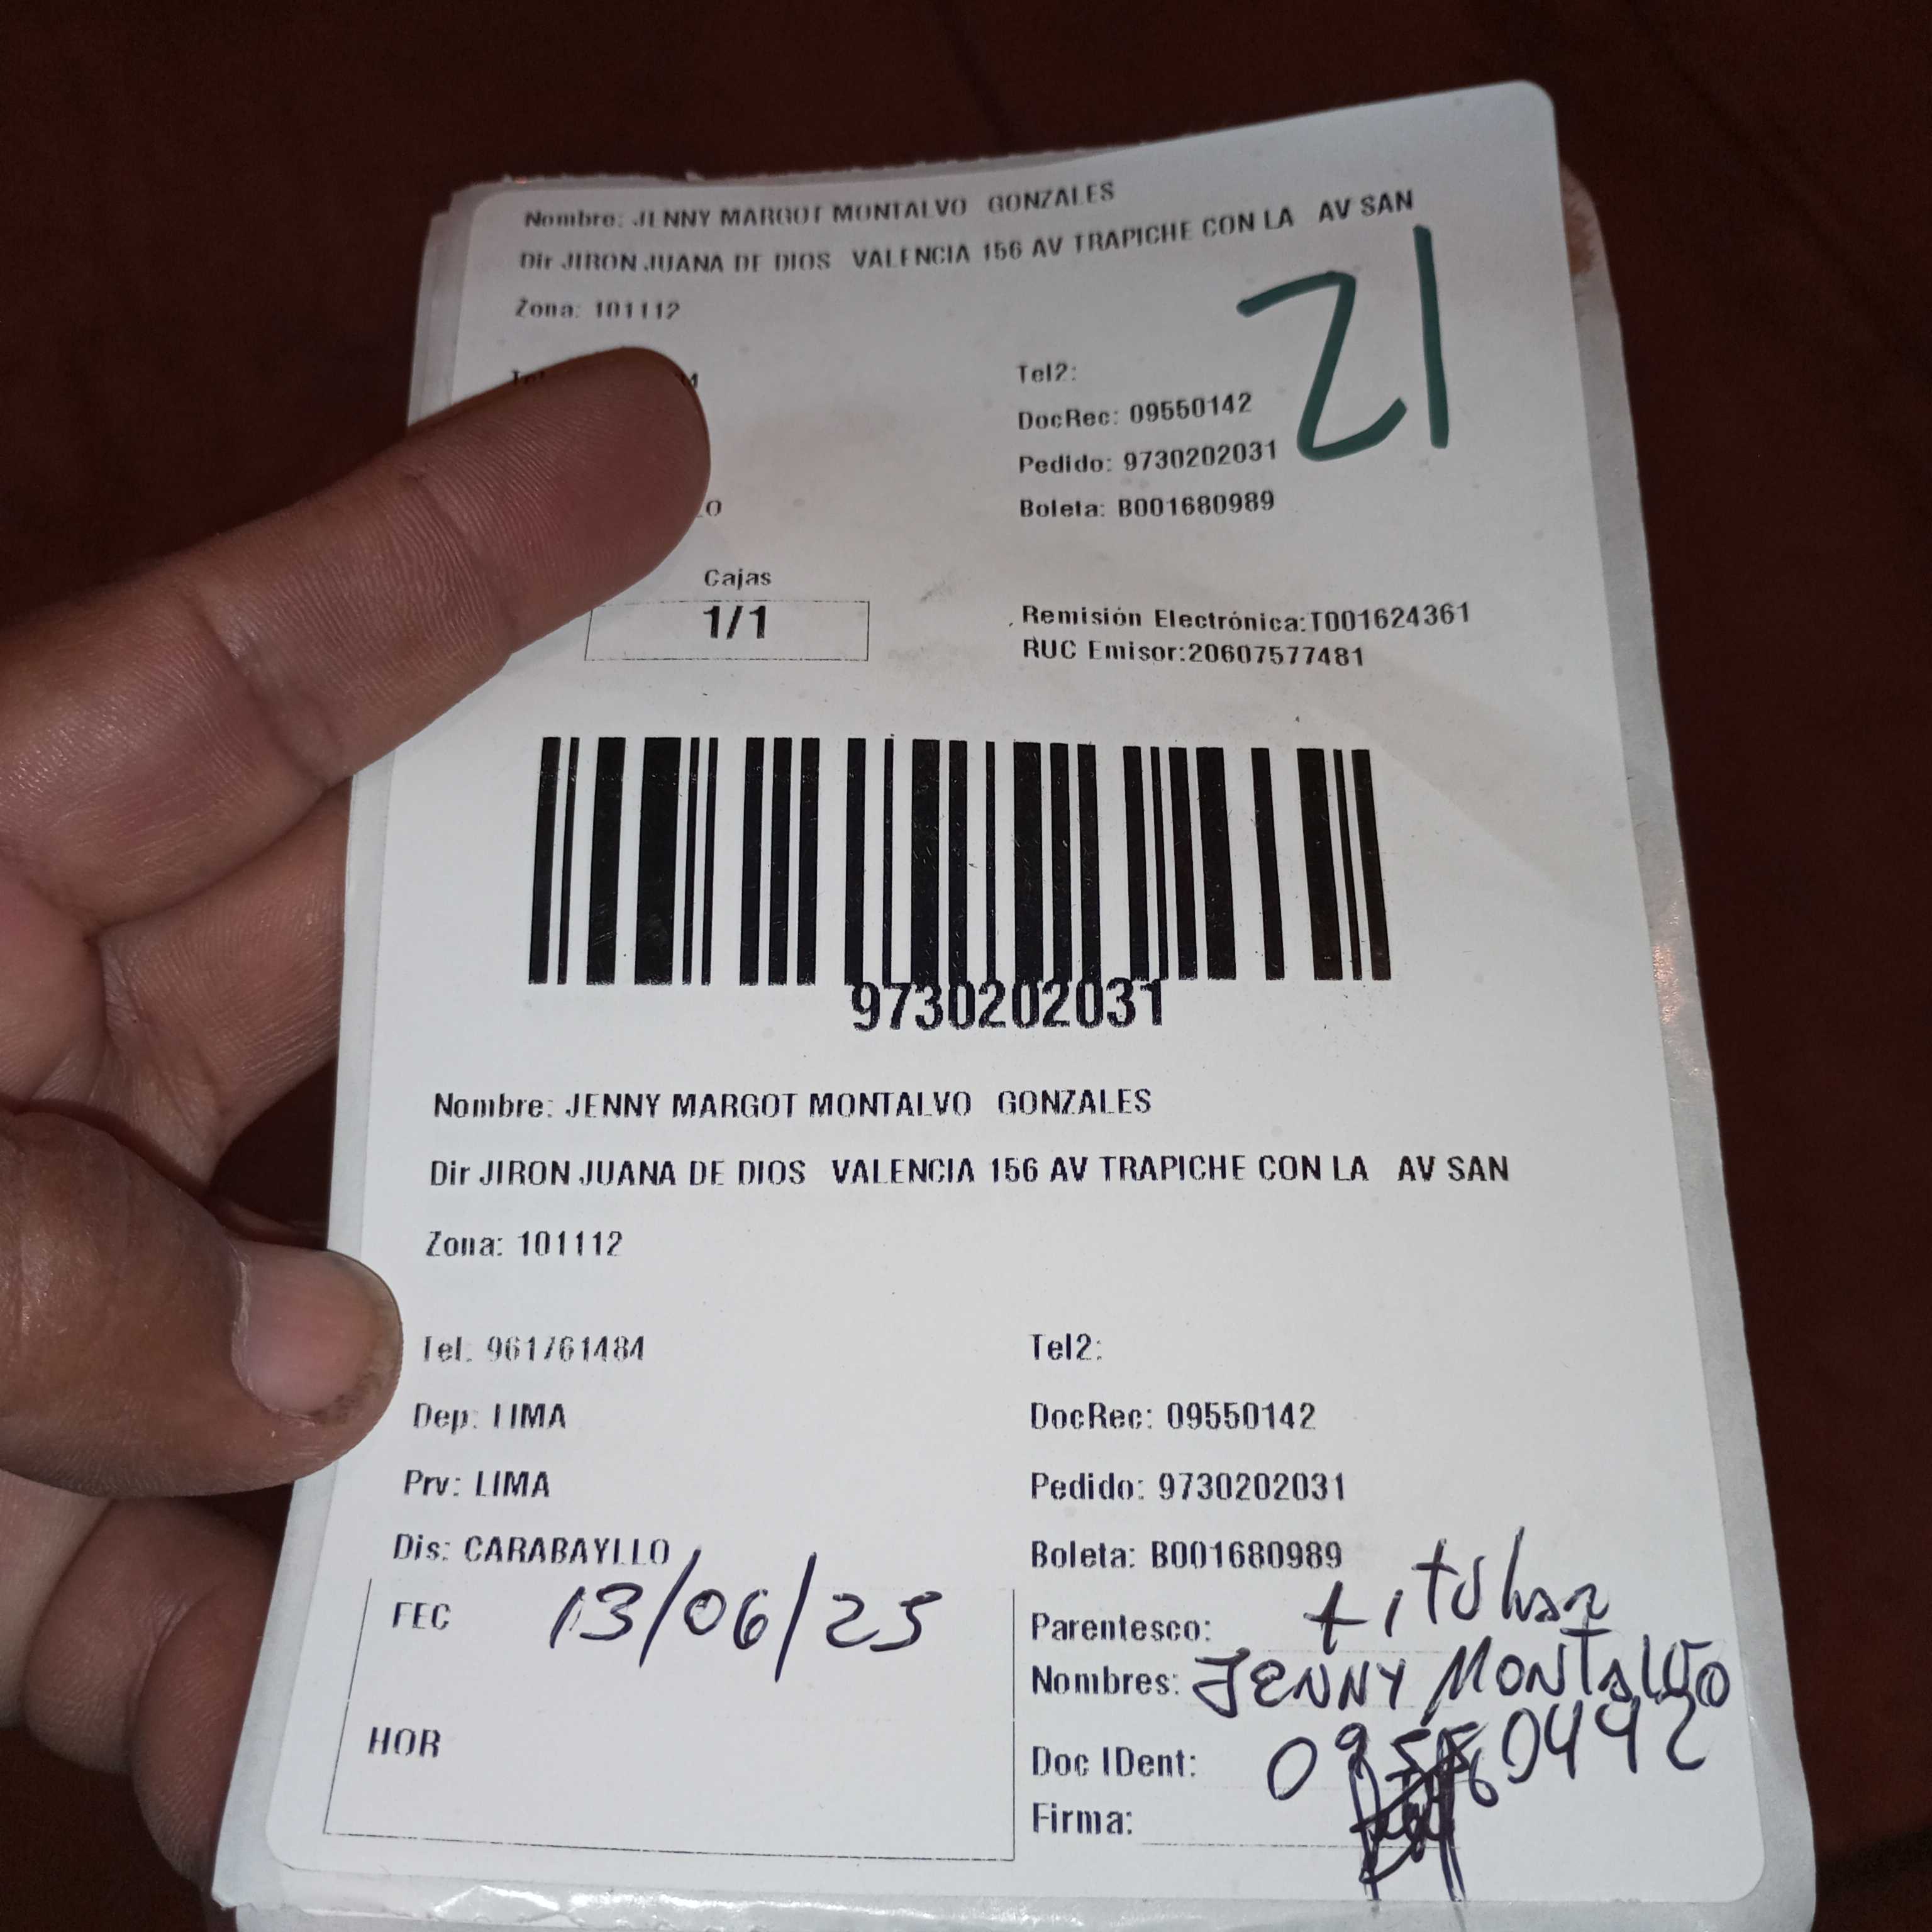 Nombre: JENNY MARGOT MONTALVO GONZALES
Dir JIRON JUANA DE DIOS VALENCIA 156 AV TRAPICHE CON LA AV SAN
Zona: 101112
21
Tel2:
DocRec: 09550142
Pedido: 9730202031
Boleta: B001680989
Cajas
1/1
Remisión Electrónica:T001624361
RUC Emisor:20607577481
9730202031
Nombre: JENNY MARGOT MONTALVO GONZALES
Dir JIRON JUANA DE DIOS VALENCIA 156 AV TRAPICHE CON LA AV SAN
Zona: 101112
Tel: 961761484
Tel2:
Dep: LIMA
DocRec: 09550142
Prv: LIMA
Pedido: 9730202031
Dis: CARABAYLLO
Boleta: B001680989
FEC 13/06/25
Parentesco: titular
Nombres: JENNY MONTALVO
HOR
Doc IDent:
Firma: